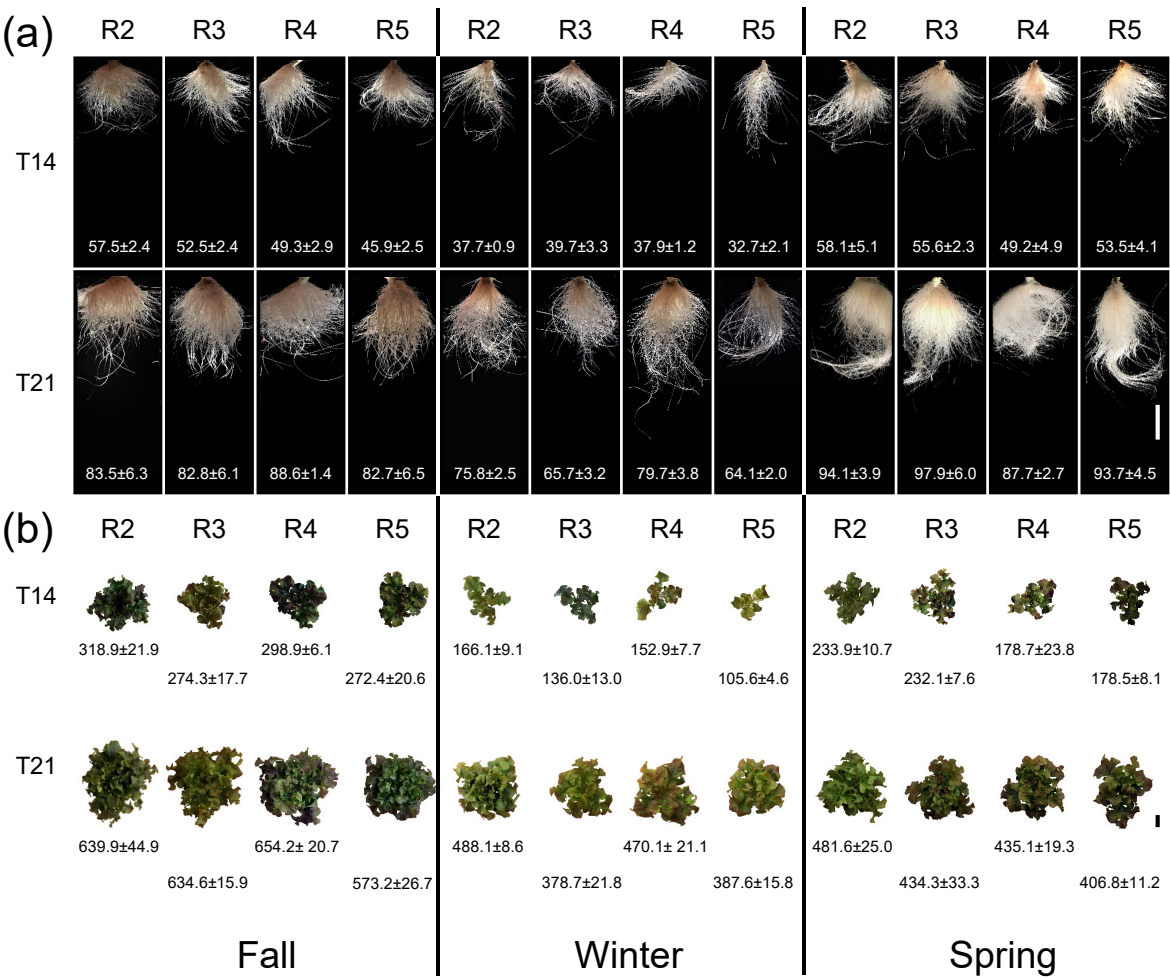 (a) R2 R3 R4 R5 R2 R3 R4 R5 R2 R3 R4 R5
T14
57.5±2.4 52.5±2.4 49.3±2.9 45.9±2.5 37.7±0.9 39.7±3.3 37.9±1.2 32.7±2.1 58.1±5.1 55.6±2.3 49.2±4.9 53.5±4.1
T21
83.5±6.3 82.8±6.1 88.6±1.4 82.7±6.5 75.8±2.5 65.7±3.2 79.7±3.8 64.1±2.0 94.1±3.9 97.9±6.0 87.7±2.7 93.7±4.5
(b) R2 R3 R4 R5 R2 R3 R4 R5 R2 R3 R4 R5
T14
318.9±21.9 298.9±6.1 166.1±9.1 152.9±7.7 233.9±10.7 178.7±23.8
274.3±17.7 272.4±20.6 136.0±13.0 105.6±4.6 232.1±7.6 178.5±8.1
T21
639.9±44.9 654.2± 20.7 488.1±8.6 470.1± 21.1 481.6±25.0 435.1±19.3
634.6±15.9 573.2±26.7 378.7±21.8 387.6±15.8 434.3±33.3 406.8±11.2
Fall Winter Spring